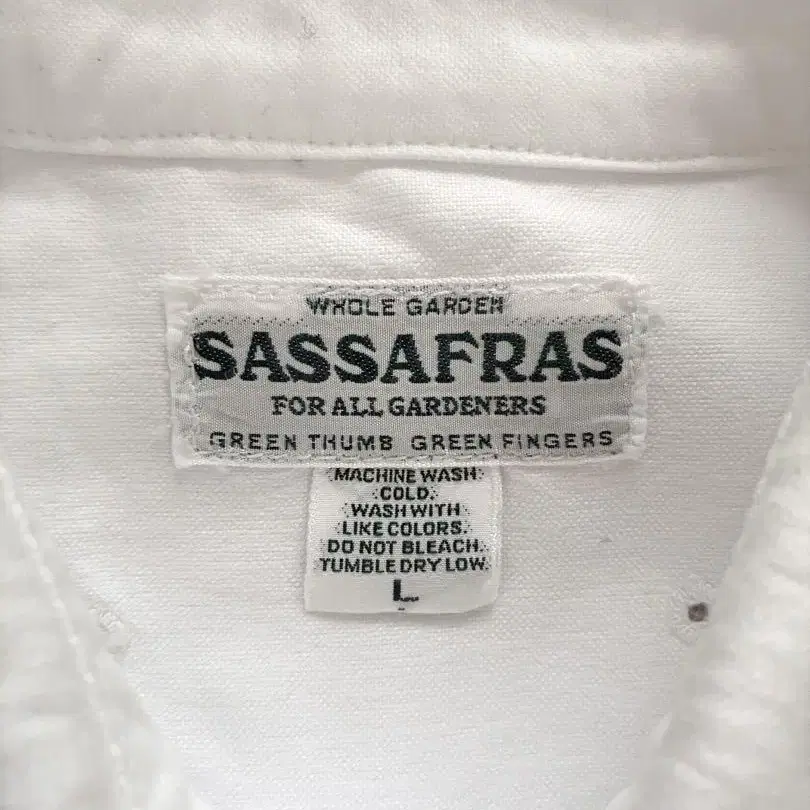 WHOLE GARDEN
SASSAFRAS
FOR ALL GARDENERS
GREEN THUMB GREEN FINGERS
MACHINE WASH
COLD.
WASH WITH
LIKE COLORS.
DO NOT BLEACH.
TUMBLE DRY LOW.
L